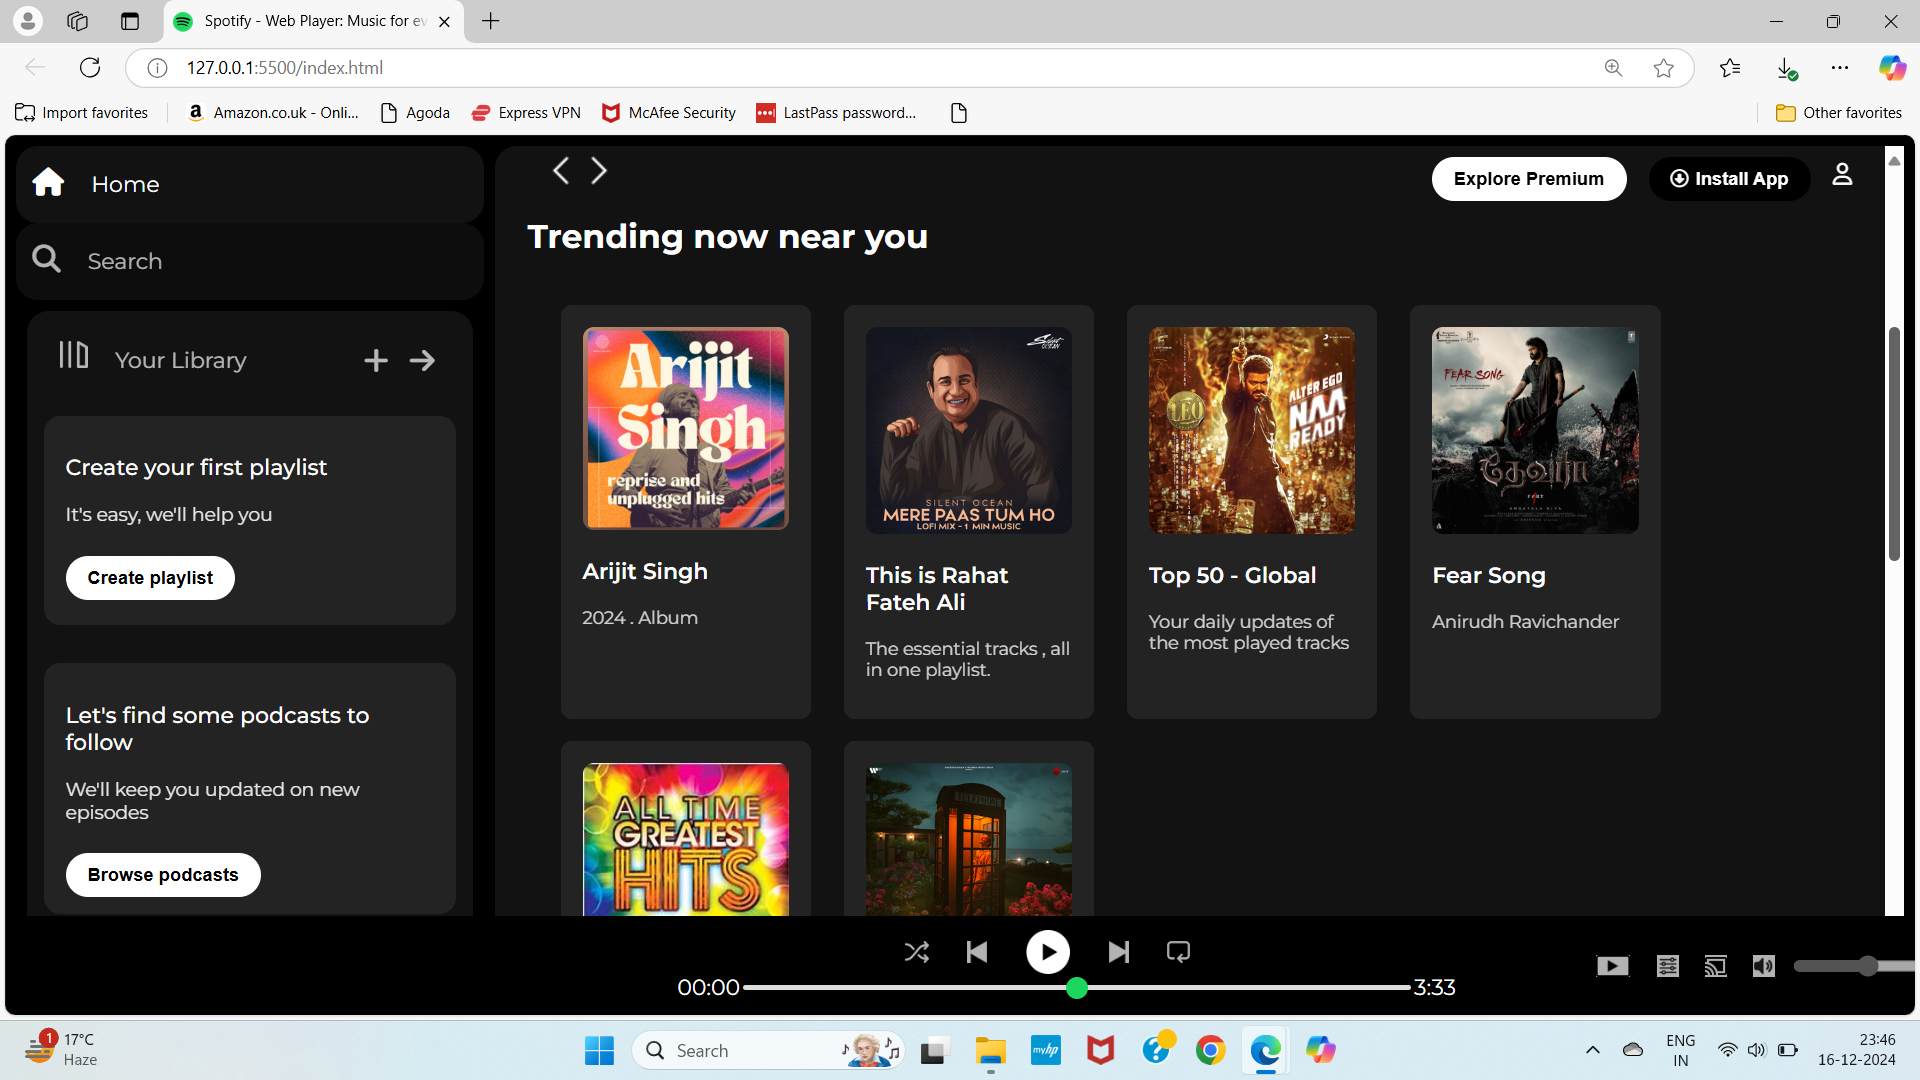 Spotify - Web Player: Music for ev
127.0.0.1:5500/index.html
Import favorites
Amazon.co.uk - Onli...
Agoda
Express VPN
McAfee Security
LastPass password...
Other favorites
Home
Search
Your Library
Create your first playlist
It's easy, we'll help you
Create playlist
Let's find some podcasts to
follow
We'll keep you updated on new
episodes
Browse podcasts
Explore Premium
Install App
Trending now near you
Arijit
Singh
reprise and
unplugged hits
Arijit Singh
2024 . Album
Silent
OCEAN
SILENT OCEAN
MERE PAAS TUM HO
LOFI MIX - 1 MIN MUSIC
This is Rahat
Fateh Ali
The essential tracks , all
in one playlist.
LEO
ALTER EGO
NAA
READY
Top 50 - Global
Your daily updates of
the most played tracks
FEAR SONG
தேவரா
PART
Fear Song
Anirudh Ravichander
ALL TIME
GREATEST
HITS
TELEPHONE
00:00
3:33
1
17°C
Haze
Search
myhp
ENG
IN
23:46
16-12-2024